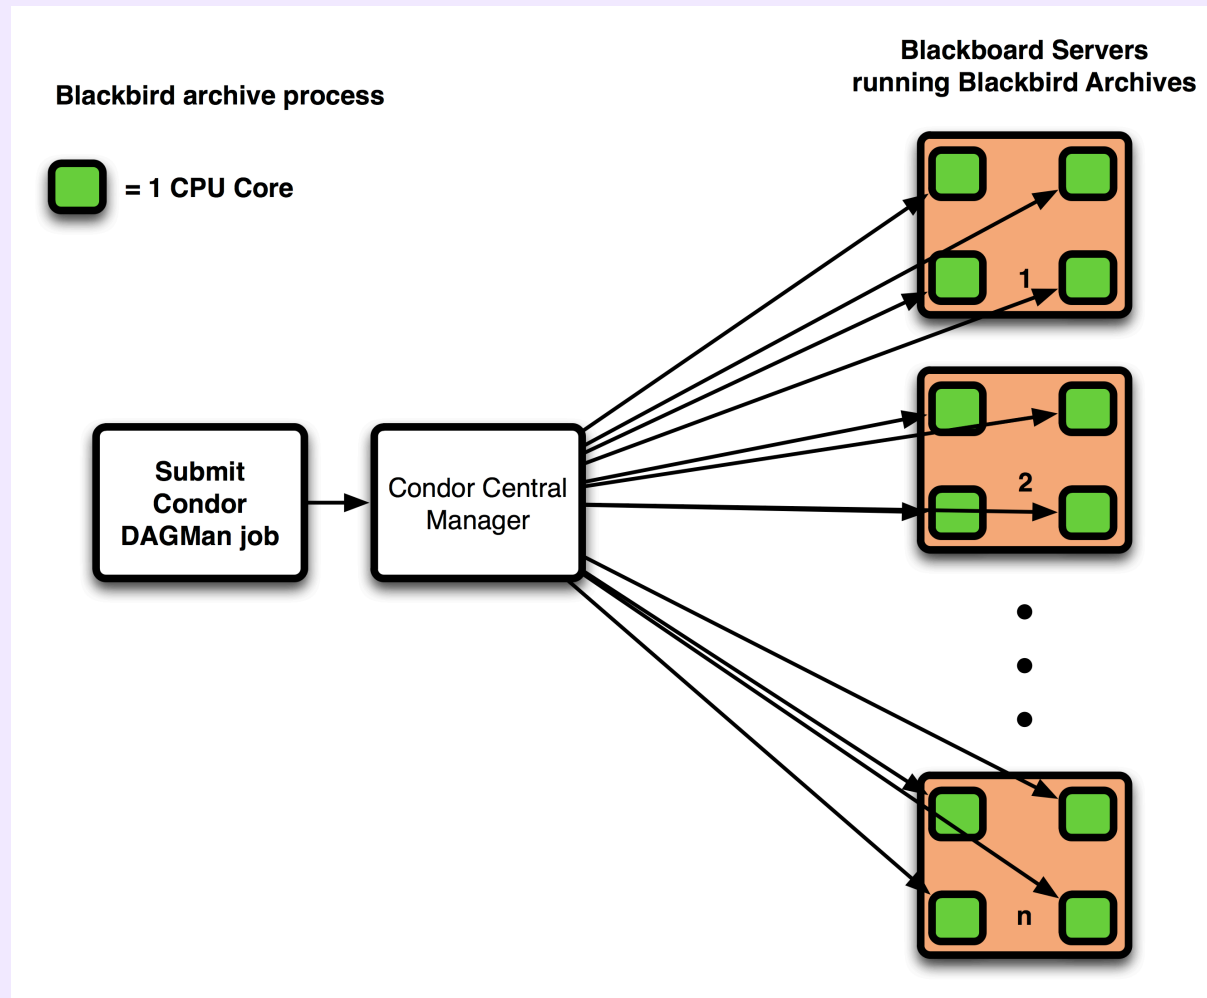 Blackboard Servers
running Blackbird Archives
Blackbird archive process
= 1 CPU Core
1
Submit
Condor
DAGMan job
Condor Central
Manager
2
n